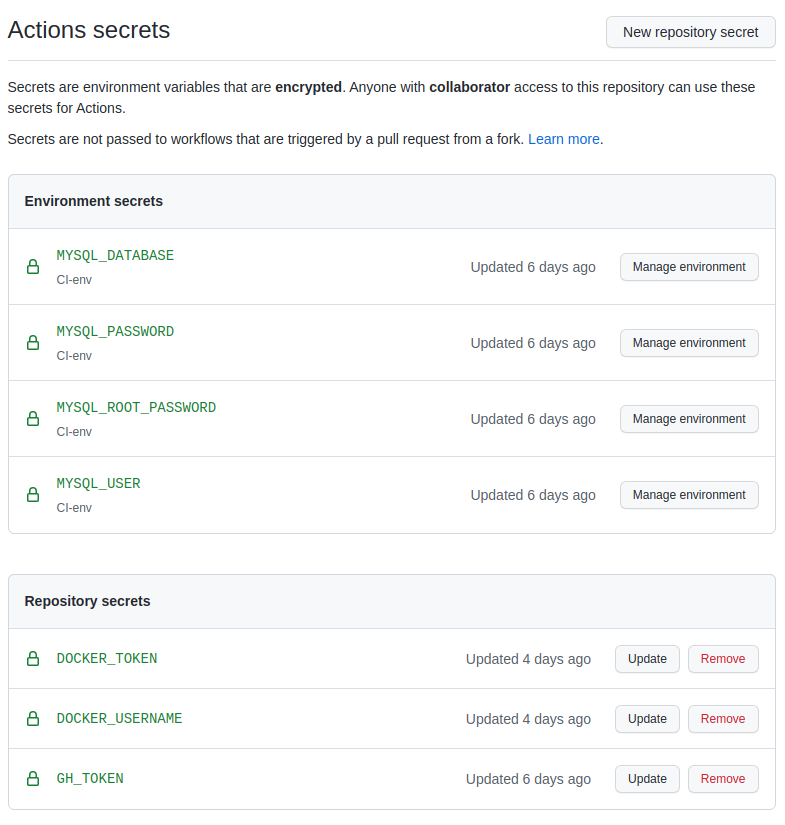 Actions secrets
New repository secret
Secrets are environment variables that are encrypted. Anyone with collaborator access to this repository can use these
secrets for Actions.
Secrets are not passed to workflows that are triggered by a pull request from a fork. Learn more.
Environment secrets
MYSQL_DATABASE
CI-env
Updated 6 days ago
Manage environment
MYSQL_PASSWORD
CI-env
Updated 6 days ago
Manage environment
MYSQL_ROOT_PASSWORD
CI-env
Updated 6 days ago
Manage environment
MYSQL_USER
CI-env
Updated 6 days ago
Manage environment
Repository secrets
DOCKER_TOKEN
Updated 4 days ago
Update
Remove
DOCKER_USERNAME
Updated 4 days ago
Update
Remove
GH_TOKEN
Updated 6 days ago
Update
Remove